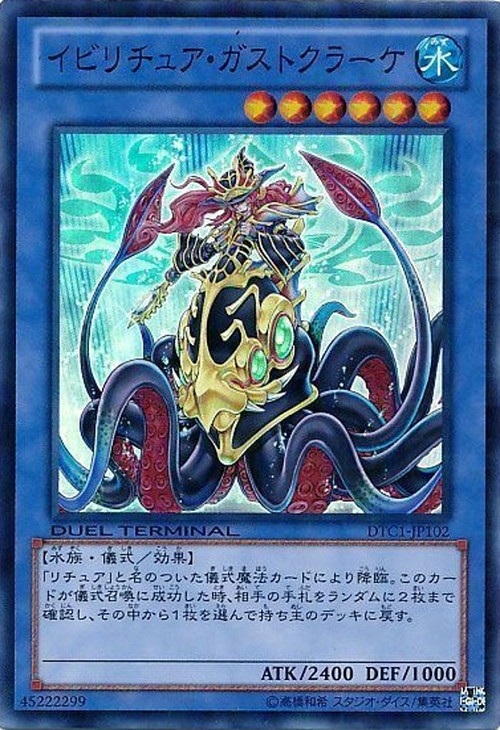 イビリチュア・ガストクラーケ
水
DUEL TERMINAL
DTC1-JP102
【水族・儀式／効果】
「リチュア」と名のついた儀式魔法カードにより降臨。このカー
ドが儀式召喚に成功した時、相手の手札をランダムに2枚まで
確認し、その中から1枚を選んで持ち主のデッキに戻す。
ATK/2400 DEF/1000
45222299
©高橋和希 スタジオ・ダイス/集英社